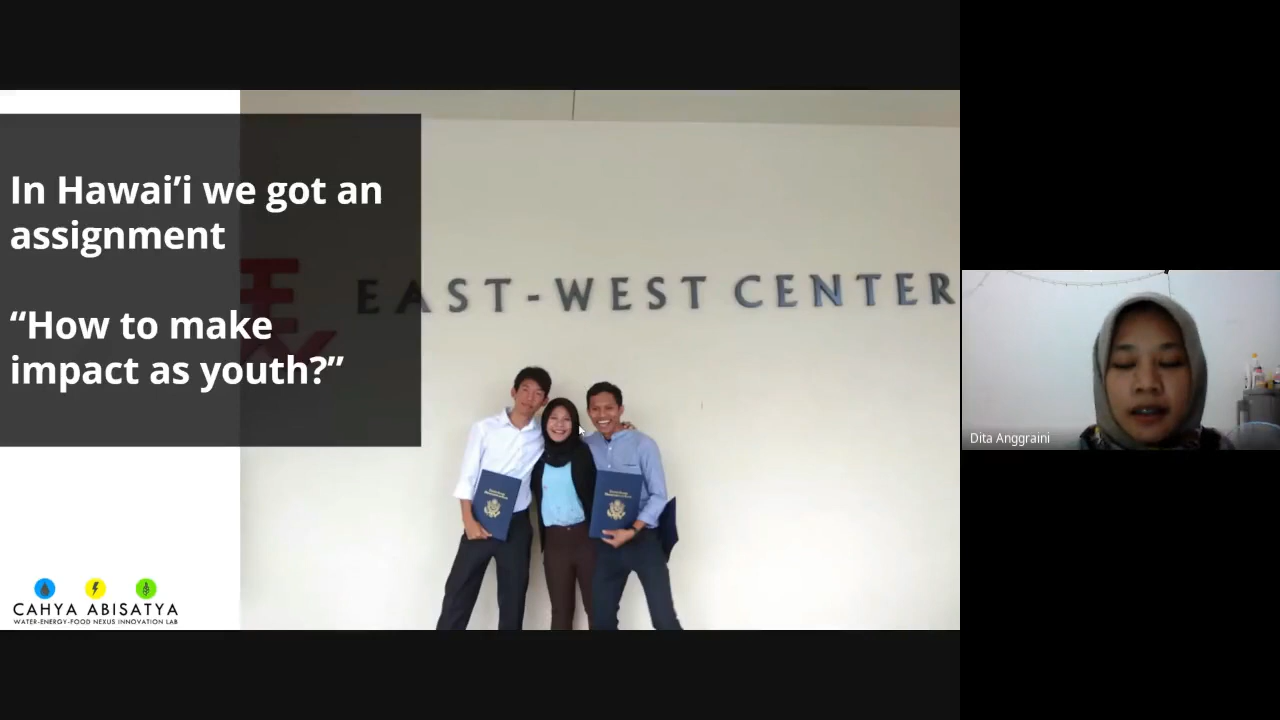 In Hawai’i we got an
assignment
“How to make
impact as youth?”
EAST-WEST CENTER
CAHYA ABISATYA
WATER-ENERGY-FOOD NEXUS INNOVATION LAB
Dita Anggraini